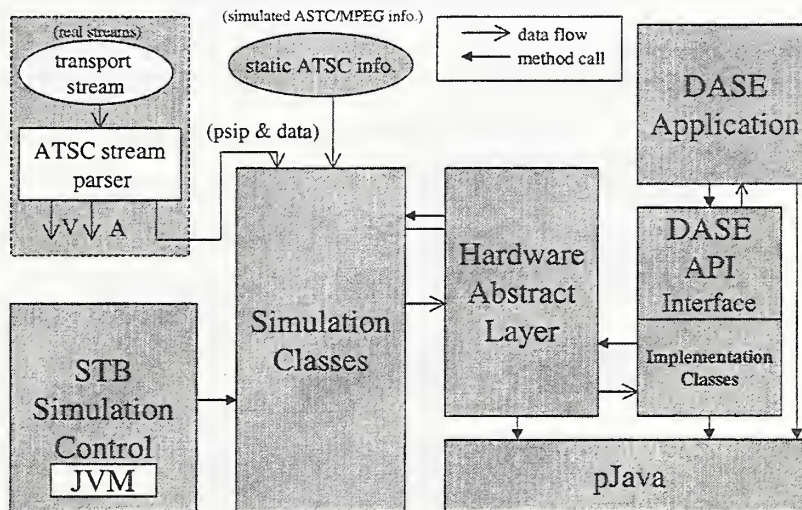 (real streams)
transport
stream
ATSC stream
parser
V
A
(simulated ASTC/MPEG info.)
static ATSC info.
(psip & data)
data flow
method call
DASE
Application
DASE
API
Interface
Implementation
Classes
Hardware
Abstract
Layer
Simulation
Classes
STB
Simulation
Control
JVM
pJava